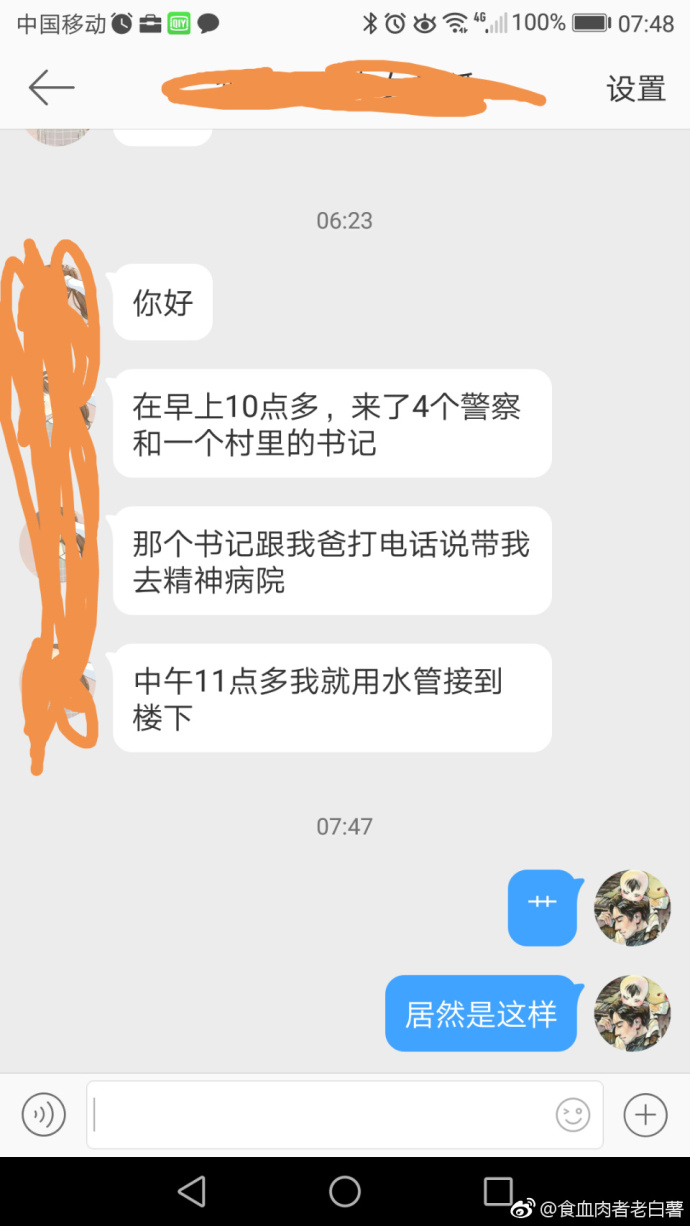 中国移动 4G 100% 07:48
设置
06:23
你好
在早上10点多，来了4个警察
和一个村里的书记
那个书记跟我爸打电话说带我
去精神病院
中午11点多我就用水管接到
楼下
07:47
艹
居然是这样
@食血肉者老白薯